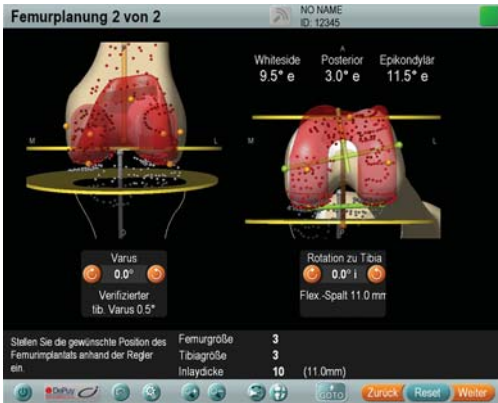 Femurplanung 2 von 2
NO NAME
ID: 12345
A
Whiteside Posterior Epikondylär
9.5° e 3.0° e 11.5° e
M L
M L
Varus
0.0°
Verifizierter
tib. Varus 0.5°
Rotation zu Tibia
0.0° i
Flex.-Spalt 11.0 mm
Stellen Sie die gewünschte Position des
Femurimplantats anhand der Regler
ein.
Femurgröße 3
Tibiagröße 3
Inlaydicke 10 (11.0mm)
DePuy
GOTO
Zurück
Reset
Weiter